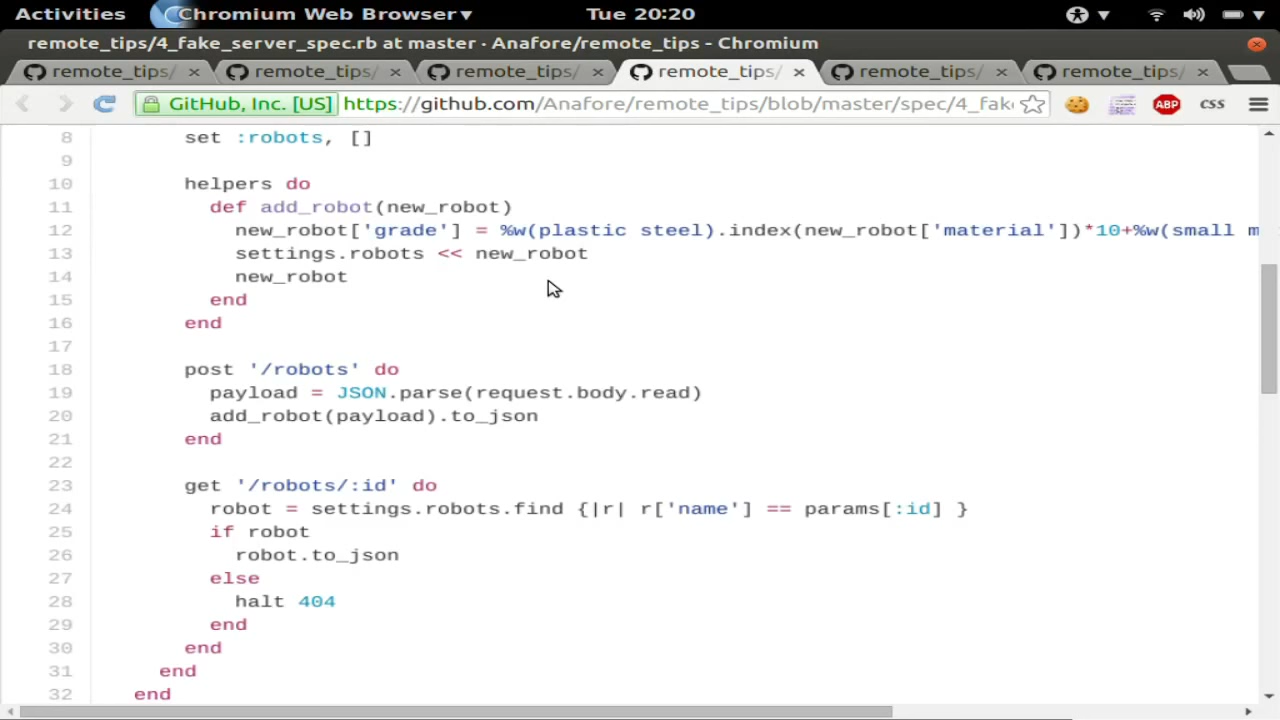 Activities Chromium Web Browser Tue 20:20
remote_tips/4_fake_server_spec.rb at master · Anafore/remote_tips - Chromium
remote_tips/ remote_tips/ remote_tips/ remote_tips/ remote_tips/ remote_tips/
GitHub, Inc. [US] https://github.com/Anafore/remote_tips/blob/master/spec/4_fak ABP CSS
8 set :robots, []
9
10 helpers do
11 def add_robot(new_robot)
12 new_robot['grade'] = %w(plastic steel).index(new_robot['material'])*10+%w(small m
13 settings.robots << new_robot
14 new_robot
15 end
16 end
17
18 post '/robots' do
19 payload = JSON.parse(request.body.read)
20 add_robot(payload).to_json
21 end
22
23 get '/robots/:id' do
24 robot = settings.robots.find {|r| r['name'] == params[:id] }
25 if robot
26 robot.to_json
27 else
28 halt 404
29 end
30 end
31 end
32 end